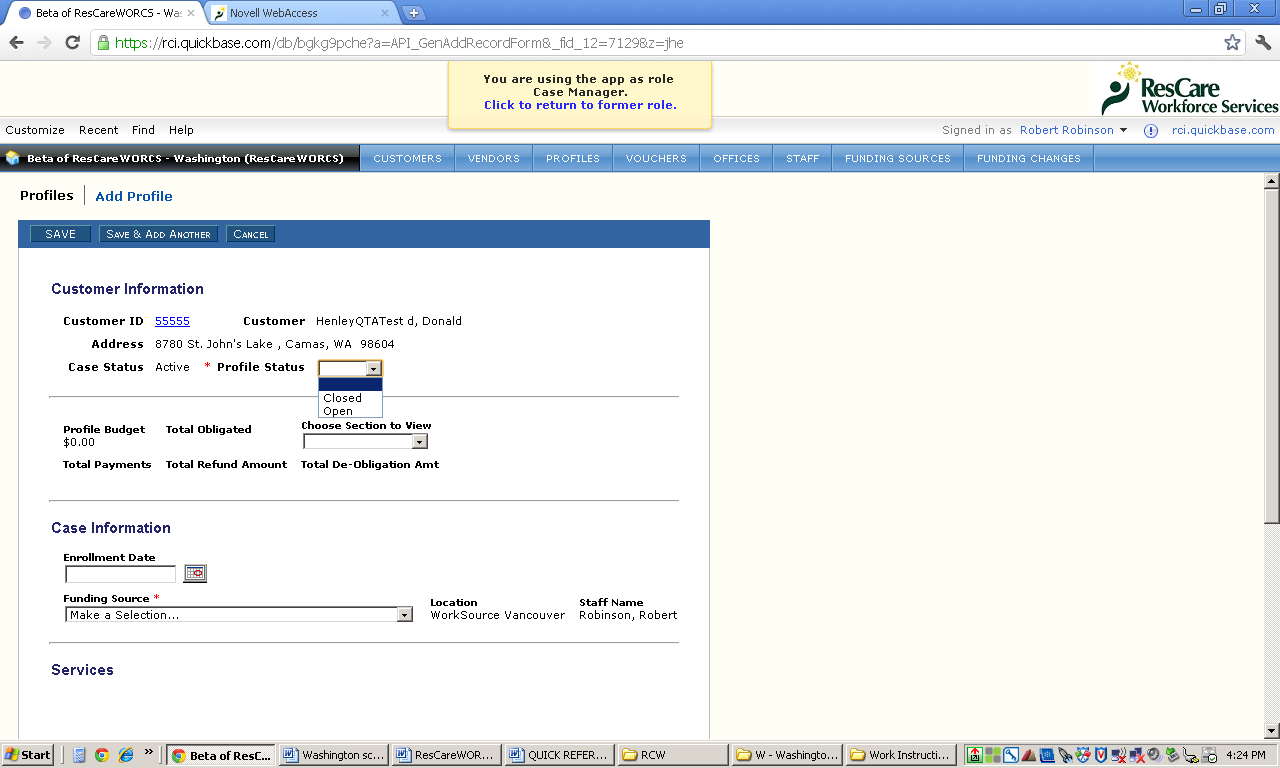 Beta of ResCareWORCS - Wa
Novell WebAccess
https://rci.quickbase.com/db/bgkg9pche?a=API_GenAddRecordForm&_fid_12=7129&z=jhe
You are using the app as role
Case Manager.
Click to return to former role.
ResCare
Workforce Services
Customize Recent Find Help
Signed in as Robert Robinson rci.quickbase.com
Beta of ResCareWORCS - Washington (ResCareWORCS) CUSTOMERS VENDORS PROFILES VOUCHERS OFFICES STAFF FUNDING SOURCES FUNDING CHANGES
Profiles Add Profile
SAVE Save & Add Another Cancel
Customer Information
Customer ID 55555 Customer HenleyQTATest d, Donald
Address 8780 St. John's Lake , Camas, WA 98604
Case Status Active * Profile Status
Closed
Open
Profile Budget Total Obligated Choose Section to View
$0.00
Total Payments Total Refund Amount Total De-Obligation Amt
Case Information
Enrollment Date
Funding Source * Location Staff Name
Make a Selection... WorkSource Vancouver Robinson, Robert
Services
Start Beta of ResC... Washington sc... ResCareWOR... QUICK REFER... RCW W - Washingto... Work Instructi... 4:24 PM